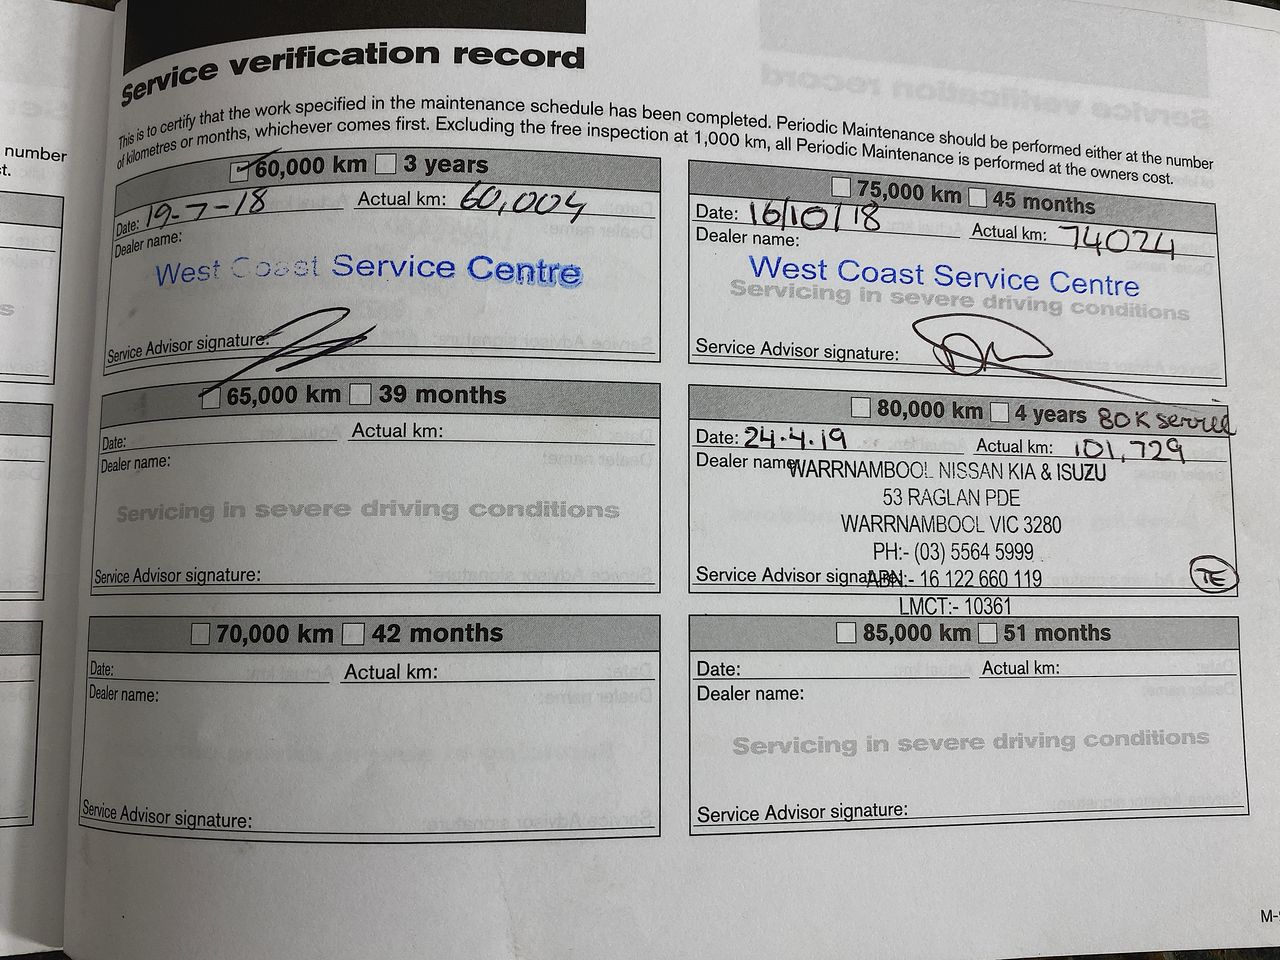 number
t.
s
Service verification record
This is to certify that the work specified in the maintenance schedule has been completed. Periodic Maintenance should be performed either at the number
of kilometres or months, whichever comes first. Excluding the free inspection at 1,000 km, all Periodic Maintenance is performed at the owners cost.
60,000 km 3 years
Date: 19-7-18 Actual km: 60,004
Dealer name:
West Coast Service Centre
Service Advisor signature:
65,000 km 39 months
Date: Actual km:
Dealer name:
Servicing in severe driving conditions
Service Advisor signature:
70,000 km 42 months
Date: Actual km:
Dealer name:
Service Advisor signature:
75,000 km 45 months
Date: 16/10/18 Actual km: 74024
Dealer name:
West Coast Service Centre
Servicing in severe driving conditions
Service Advisor signature:
80,000 km 4 years 80K service
Date: 24.4.19 Actual km: 101,729
Dealer name
WARRNAMBOOL NISSAN KIA & ISUZU
53 RAGLAN PDE
WARRNAMBOOL VIC 3280
PH:- (03) 5564 5999
Service Advisor signature
ABN:- 16 122 660 119
TE
LMCT:- 10361
85,000 km 51 months
Date: Actual km:
Dealer name:
Servicing in severe driving conditions
Service Advisor signature: